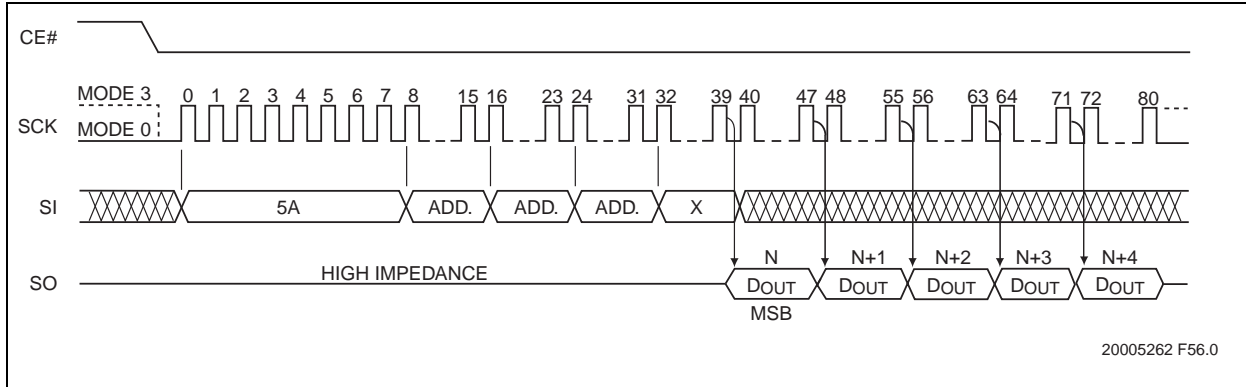 CE#
MODE 3
0 1 2 3 4 5 6 7 8 15 16 23 24 31 32 39 40 47 48 55 56 63 64 71 72 80
SCK
MODE 0
SI
5A
ADD.
ADD.
ADD.
X
N N+1 N+2 N+3 N+4
SO
HIGH IMPEDANCE
DOUT DOUT DOUT DOUT DOUT
MSB
20005262 F56.0